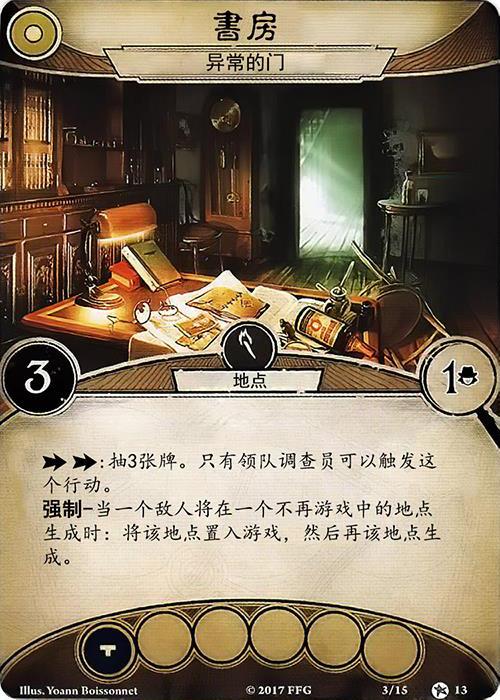 書房
异常的门
3
地点
1
:抽3张牌。只有领队调查员可以触发这
个行动。
强制–当一个敌人将在一个不再游戏中的地点
生成时：将该地点置入游戏，然后再该地点生
成。
Illus. Yoann Boissonnet
© 2017 FFG
3/15
13